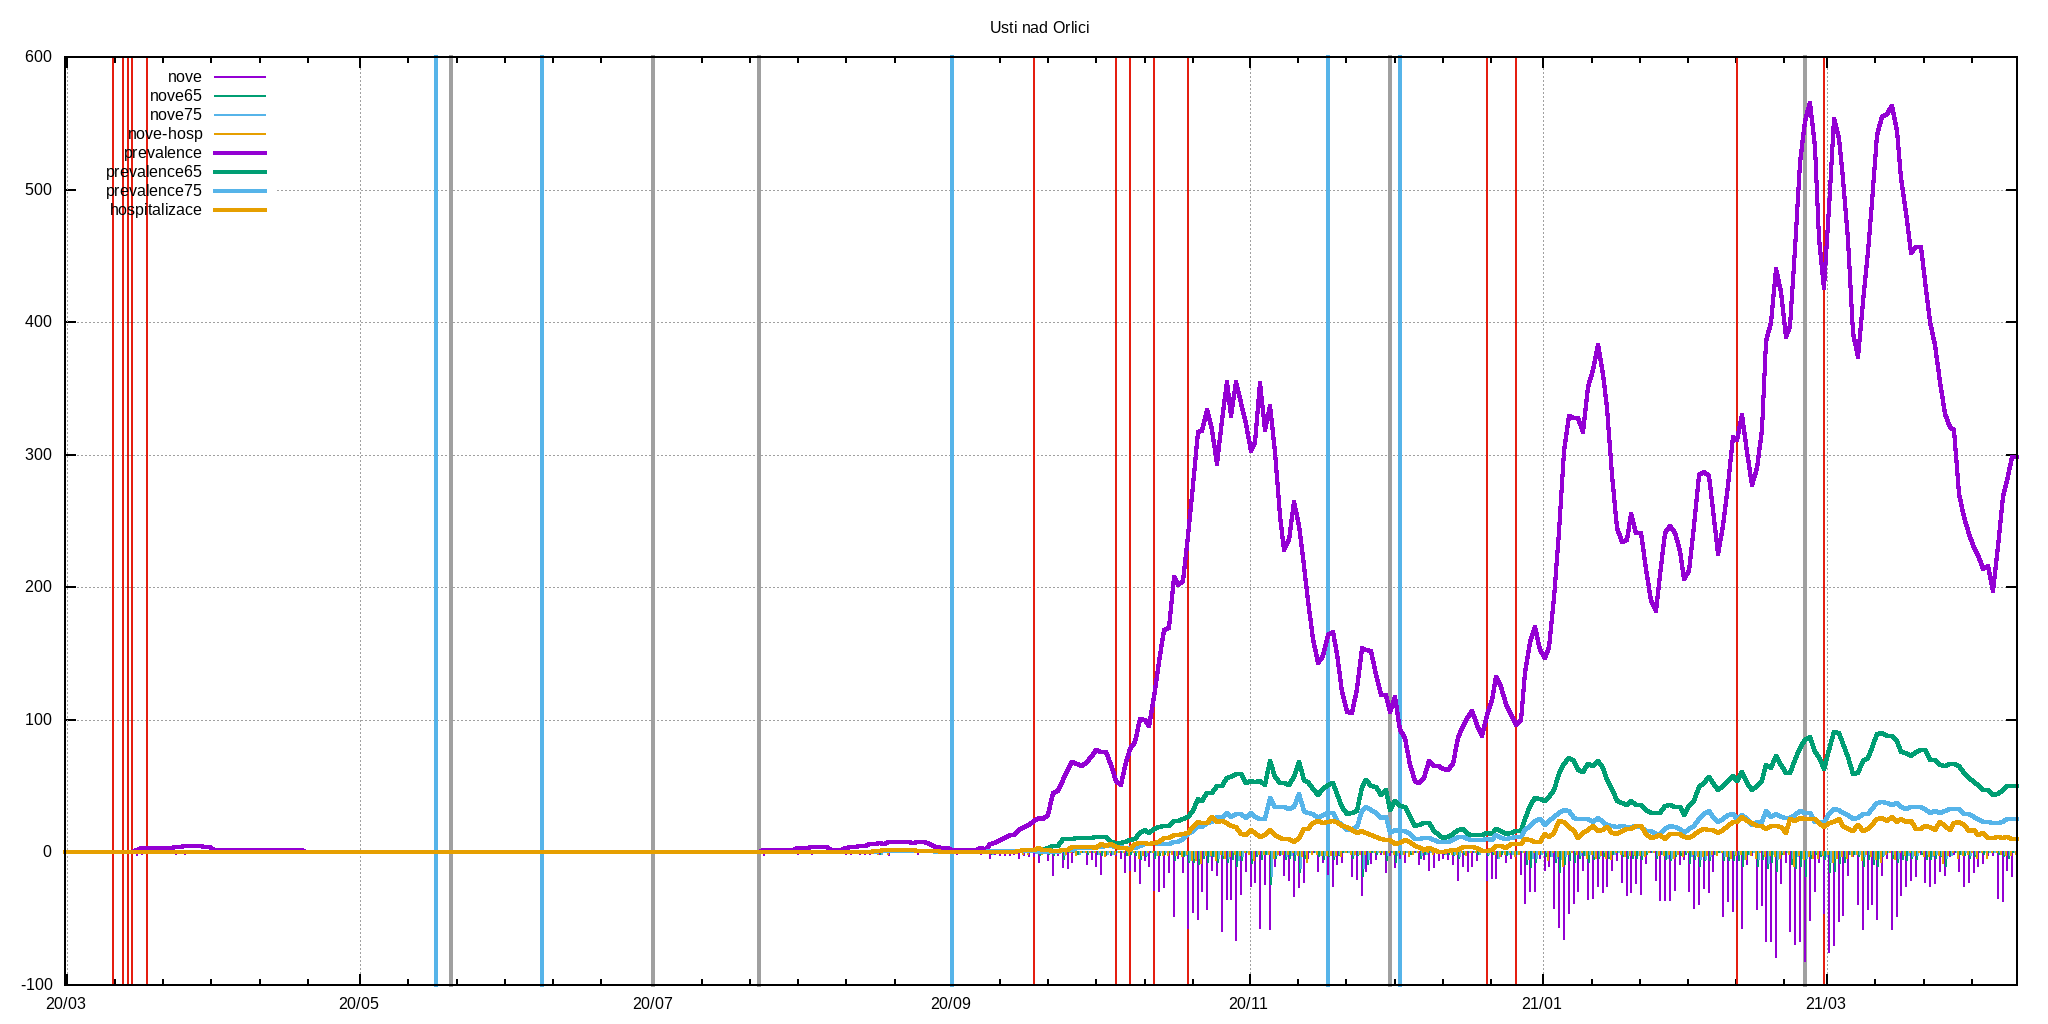 Usti nad Orlici
600
500
400
300
200
100
0
-100
nove
nove65
nove75
nove-hosp
prevalence
prevalence65
prevalence75
hospitalizace
20/03
20/05
20/07
20/09
20/11
21/01
21/03